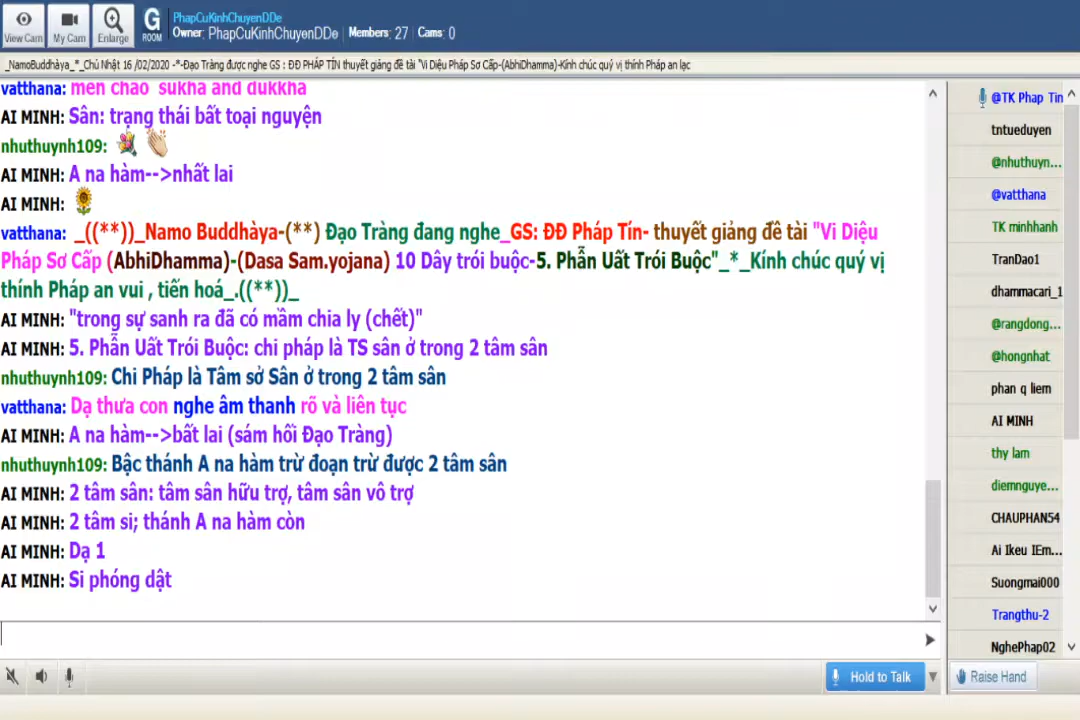 PhapCuKinhChuyenDDe
G ROOM Owner: PhapCuKinhChuyenDDe Members: 27 Cams: 0
View Cam My Cam Enlarge
_NamoBuddhàya_*_Chủ Nhật 16 /02/2020 -*-Đạo Tràng được nghe GS : ĐĐ PHÁP TÍN thuyết giảng đề tài "Vi Diệu Pháp Sơ Cấp-(AbhiDhamma)-Kính chúc quý vị thính Pháp an lạc
vatthana: men chao sukha and dukkha
AI MINH: Sân: trạng thái bất toại nguyện
nhuthuynh109:
AI MINH: A na hàm-->nhất lai
AI MINH:
vatthana: _((**))_Namo Buddhàya-(**) Đạo Tràng đang nghe_GS: ĐĐ Pháp Tín- thuyết giảng đề tài "Vi Diệu
Pháp Sơ Cấp (AbhiDhamma)-(Dasa Sam.yojana) 10 Dây trói buộc-5. Phẫn Uất Trói Buộc"_*_Kính chúc quý vị
thính Pháp an vui , tiến hoá_.((**))_
AI MINH: "trong sự sanh ra đã có mầm chia ly (chết)"
AI MINH: 5. Phẫn Uất Trói Buộc: chi pháp là TS sân ở trong 2 tâm sân
nhuthuynh109: Chi Pháp là Tâm sở Sân ở trong 2 tâm sân
vatthana: Dạ thưa con nghe âm thanh rõ và liên tục
AI MINH: A na hàm-->bất lai (sám hối Đạo Tràng)
nhuthuynh109: Bậc thánh A na hàm trừ đoạn trừ được 2 tâm sân
AI MINH: 2 tâm sân: tâm sân hữu trợ, tâm sân vô trợ
AI MINH: 2 tâm si; thánh A na hàm còn
AI MINH: Dạ 1
AI MINH: Si phóng dật
@TK Phap Tin
tntueduyen
@nhuthuyn...
@vatthana
TK minhhanh
TranDao1
dhammacari_1
@rangdong...
@hongnhat
phan q liem
AI MINH
thy lam
diemnguye...
CHAUPHAN54
Ai Ikeu IEm...
Suongmai000
Trangthu-2
NghePhap02
Hold to Talk
Raise Hand